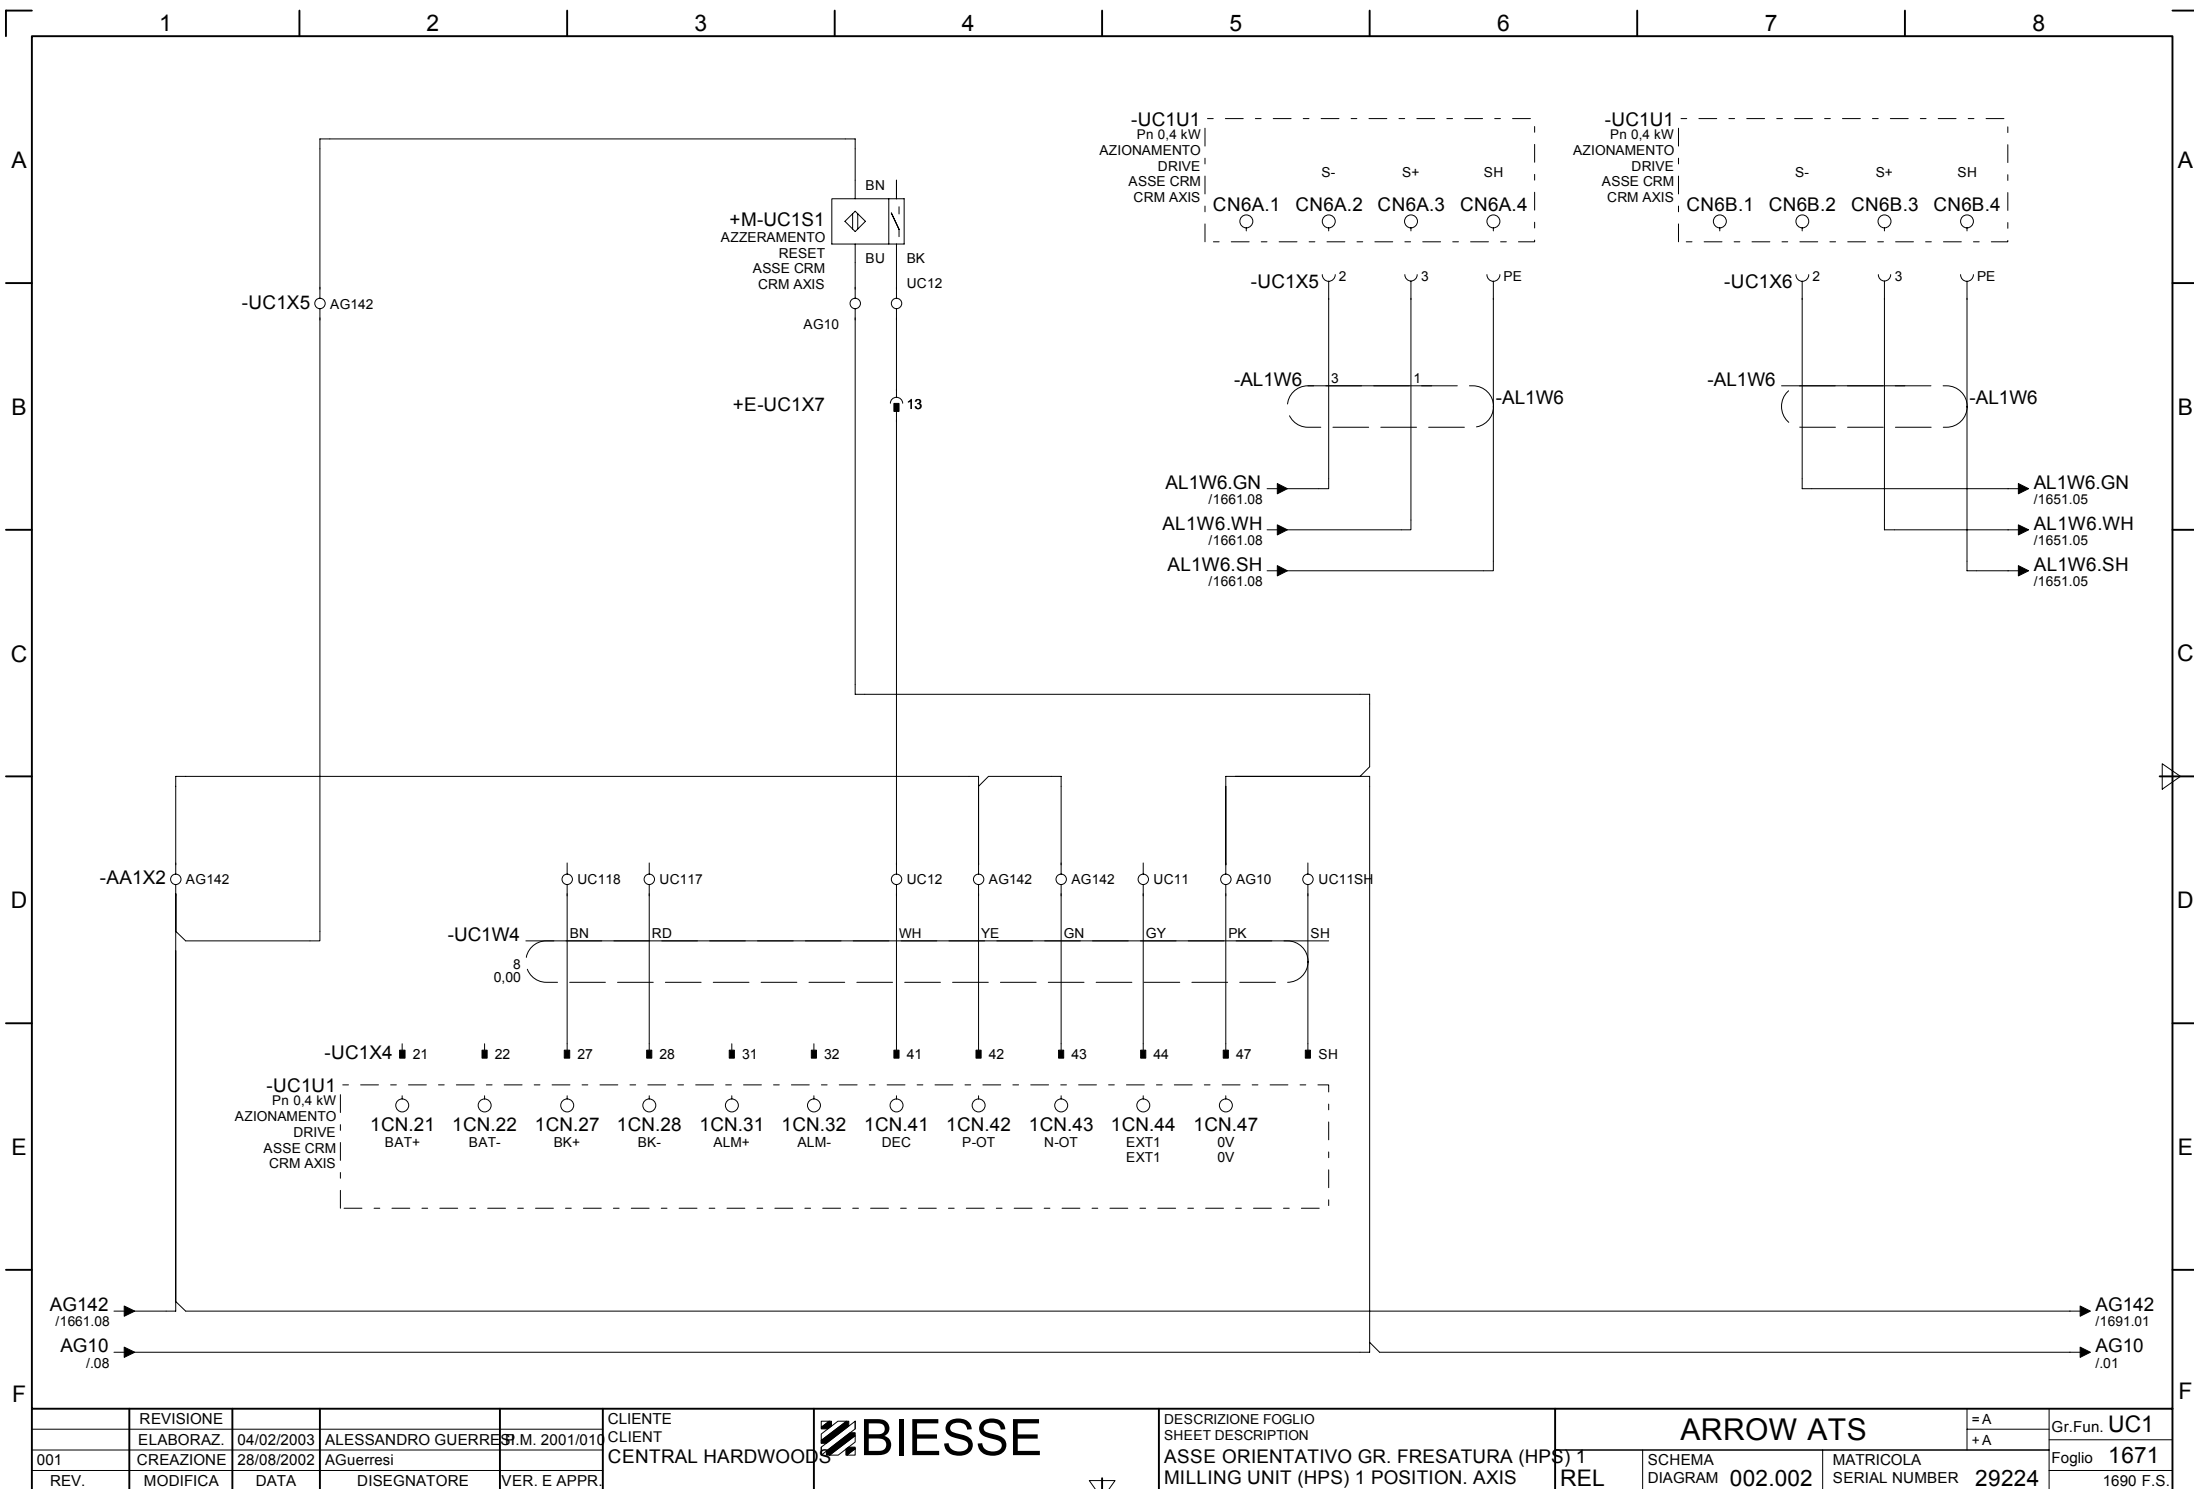 1 2 3 4 5 6 7 8
A A
B B
C C
D D
E E
F F
-UC1U1
Pn 0,4 kW
AZIONAMENTO
DRIVE
ASSE CRM
CRM AXIS
S- S+ SH
CN6A.1 CN6A.2 CN6A.3 CN6A.4
-UC1U1
Pn 0,4 kW
AZIONAMENTO
DRIVE
ASSE CRM
CRM AXIS
S- S+ SH
CN6B.1 CN6B.2 CN6B.3 CN6B.4
BN
+M-UC1S1
AZZERAMENTO
RESET
ASSE CRM
CRM AXIS
BU BK
UC12
AG10
-UC1X5 AG142
-UC1X5 2 3 PE
-UC1X6 2 3 PE
+E-UC1X7 13
-AL1W6 3 1 -AL1W6
-AL1W6 -AL1W6
AL1W6.GN
/1661.08
AL1W6.WH
/1661.08
AL1W6.SH
/1661.08
AL1W6.GN
/1651.05
AL1W6.WH
/1651.05
AL1W6.SH
/1651.05
-AA1X2 AG142
UC118 UC117 UC12 AG142 AG142 UC11 AG10 UC11SH
-UC1W4 BN RD WH YE GN GY PK SH
8
0,00
-UC1X4 21 22 27 28 31 32 41 42 43 44 47 SH
-UC1U1
Pn 0,4 kW
AZIONAMENTO
DRIVE
ASSE CRM
CRM AXIS
1CN.21 1CN.22 1CN.27 1CN.28 1CN.31 1CN.32 1CN.41 1CN.42 1CN.43 1CN.44 1CN.47
BAT+ BAT- BK+ BK- ALM+ ALM- DEC P-OT N-OT EXT1 0V
EXT1 0V
AG142
/1661.08
AG10
/.08
AG142
/1691.01
AG10
/.01
REVISIONE
ELABORAZ. 04/02/2003 ALESSANDRO GUERRESI P.M. 2001/010
001 CREAZIONE 28/08/2002 AGuerresi
REV. MODIFICA DATA DISEGNATORE VER. E APPR.
CLIENTE
CLIENT
CENTRAL HARDWOODS
BIESSE
DESCRIZIONE FOGLIO
SHEET DESCRIPTION
ASSE ORIENTATIVO GR. FRESATURA (HPS) 1
MILLING UNIT (HPS) 1 POSITION. AXIS
ARROW ATS
REL
SCHEMA
DIAGRAM 002.002
MATRICOLA
SERIAL NUMBER 29224
= A
+ A
Gr.Fun. UC1
Foglio 1671
1690 F.S.